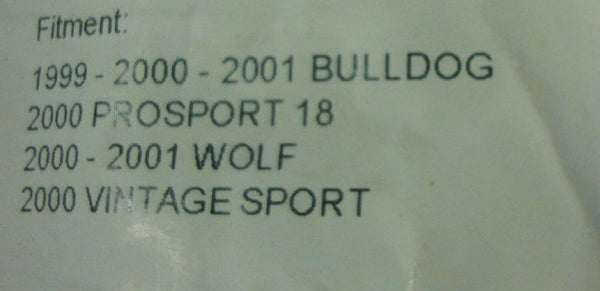 Fitment:
1999 - 2000 - 2001 BULLDOG
2000 PROSPORT 18
2000 - 2001 WOLF
2000 VINTAGE SPORT